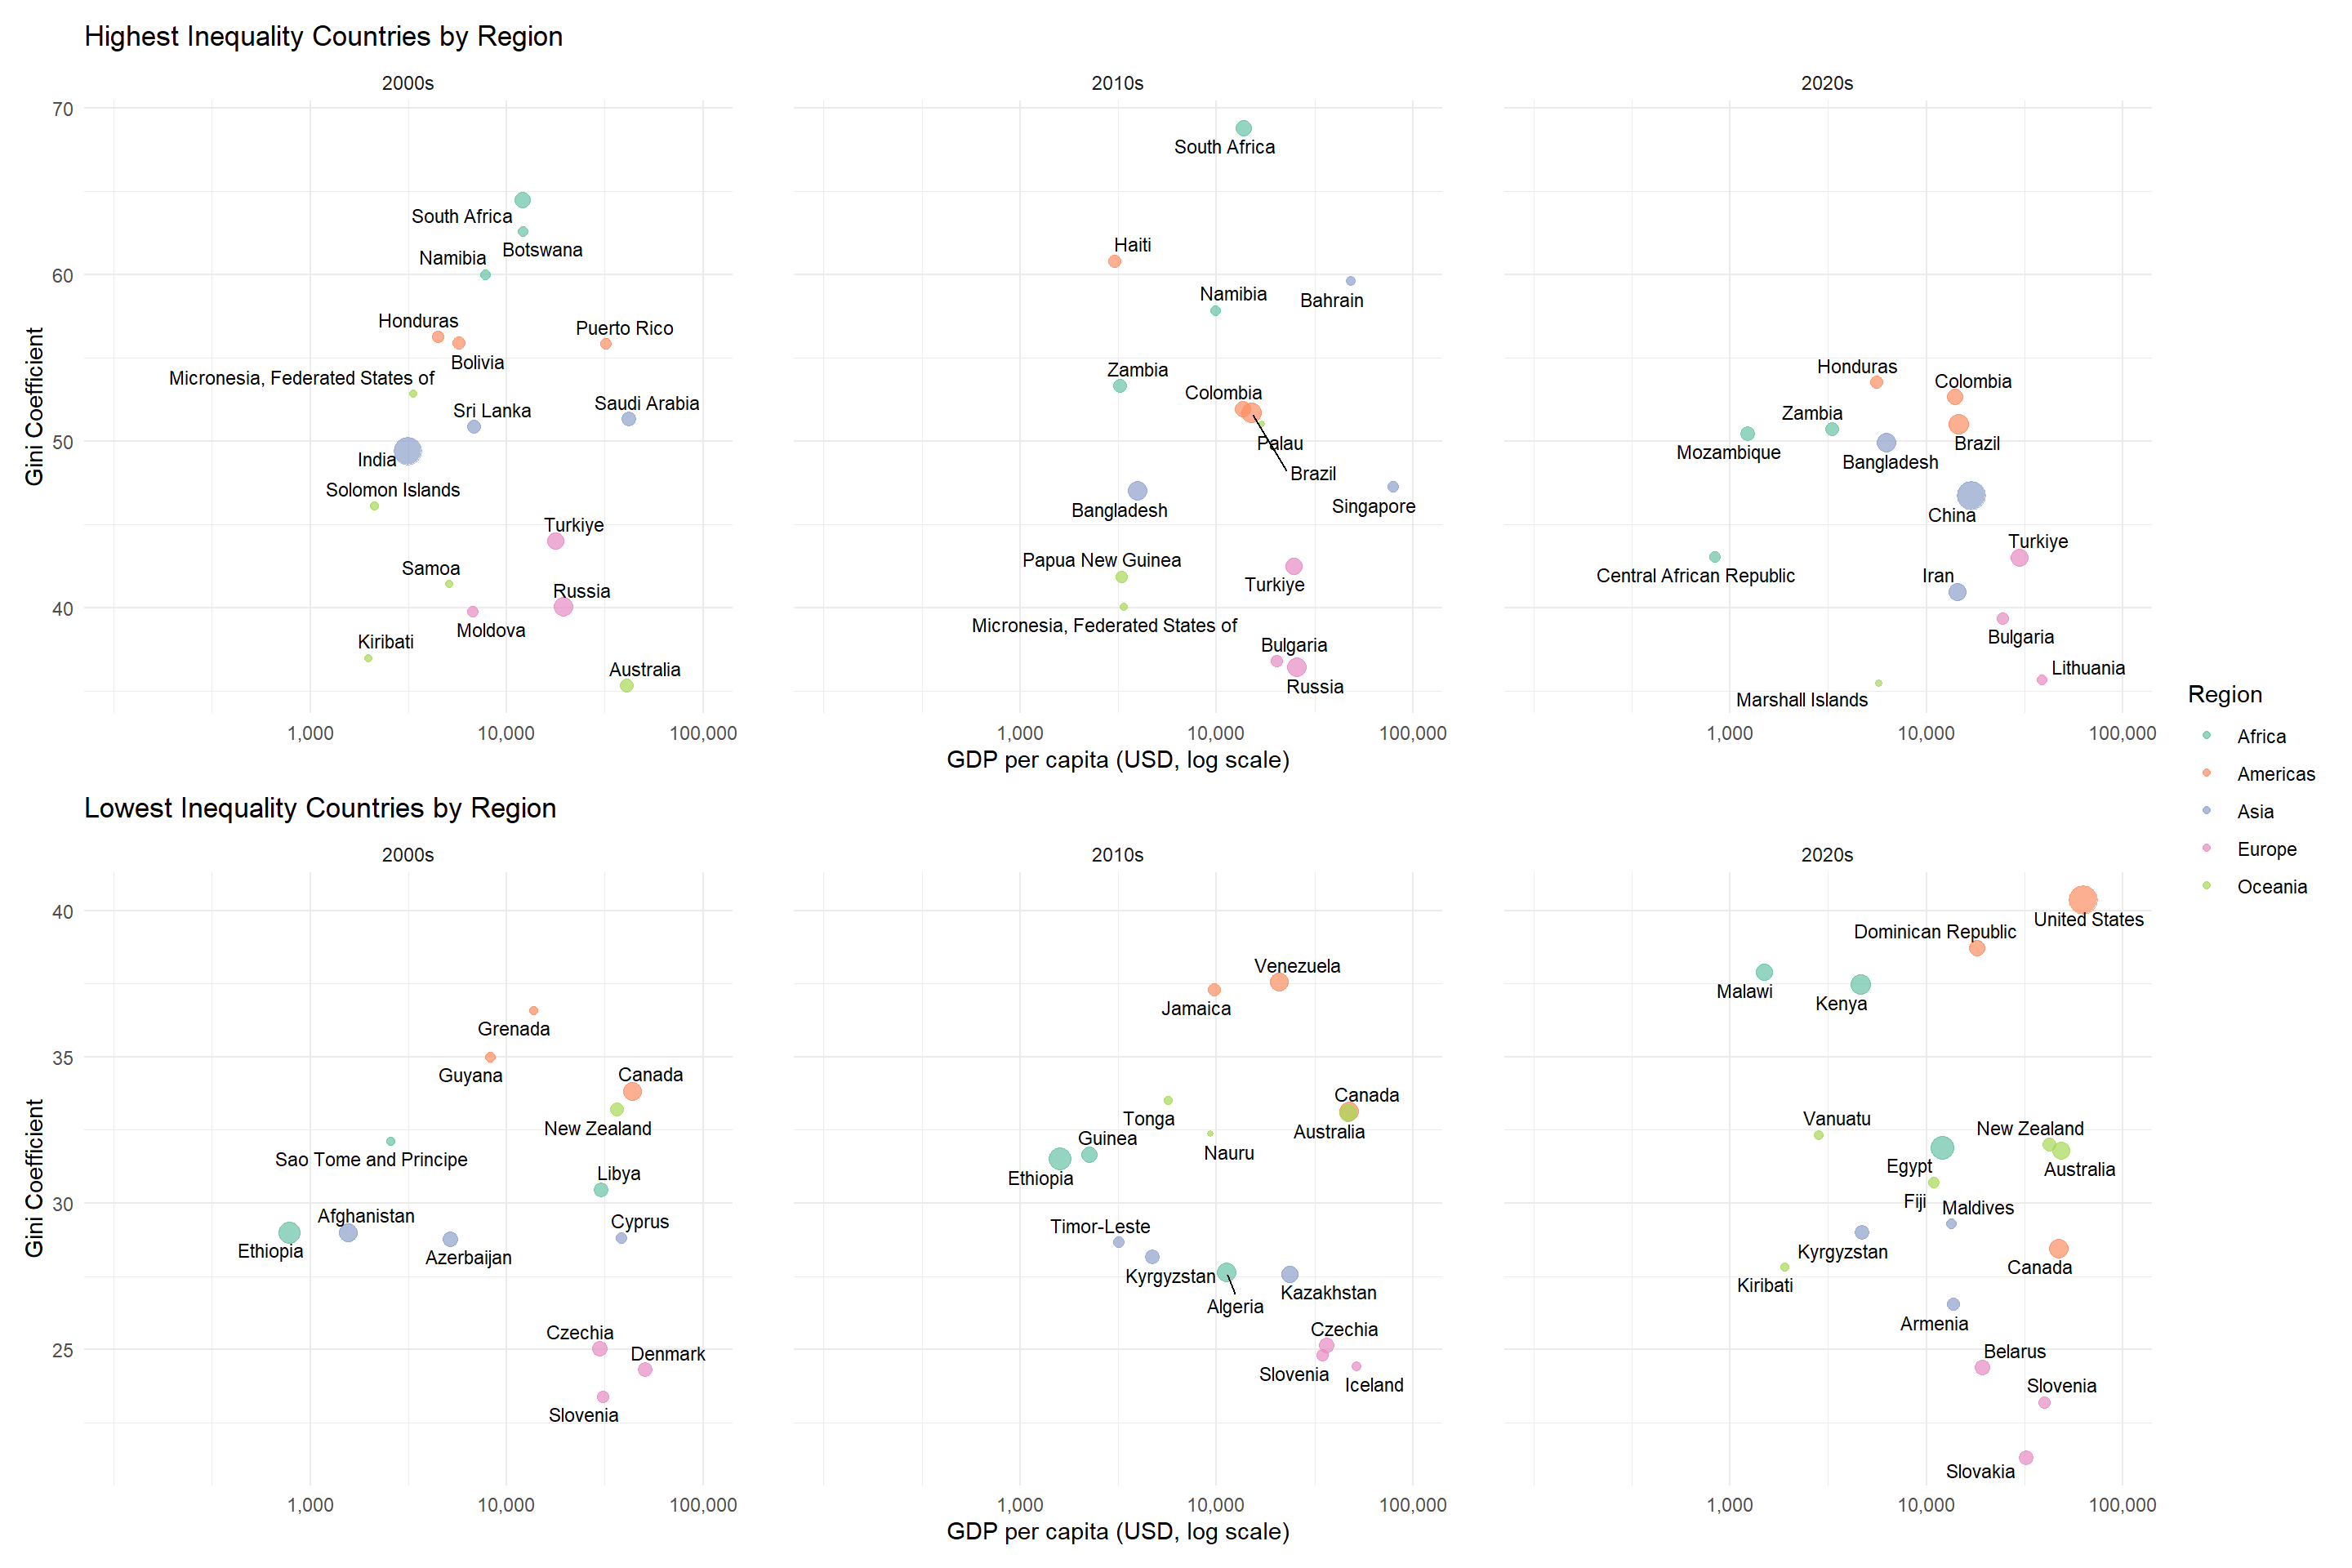 Highest Inequality Countries by Region
2000s
2010s
2020s
Gini Coefficient
70
60
50
40
South Africa
Botswana
Namibia
Honduras
Puerto Rico
Bolivia
Micronesia, Federated States of
Sri Lanka
Saudi Arabia
India
Solomon Islands
Turkiye
Samoa
Russia
Moldova
Kiribati
Australia
1,000
10,000
100,000
South Africa
Haiti
Namibia
Bahrain
Zambia
Colombia
Palau
Brazil
Bangladesh
Singapore
Papua New Guinea
Turkiye
Micronesia, Federated States of
Bulgaria
Russia
1,000
10,000
100,000
Honduras
Colombia
Zambia
Mozambique
Brazil
Bangladesh
China
Turkiye
Central African Republic
Iran
Bulgaria
Lithuania
Marshall Islands
1,000
10,000
100,000
GDP per capita (USD, log scale)
Region
Africa
Americas
Asia
Europe
Oceania
Lowest Inequality Countries by Region
2000s
2010s
2020s
Gini Coefficient
40
35
30
25
Grenada
Guyana
Canada
New Zealand
Sao Tome and Principe
Libya
Afghanistan
Cyprus
Ethiopia
Azerbaijan
Czechia
Denmark
Slovenia
1,000
10,000
100,000
Venezuela
Jamaica
Canada
Tonga
Australia
Guinea
Nauru
Ethiopia
Timor-Leste
Kyrgyzstan
Kazakhstan
Algeria
Czechia
Slovenia
Iceland
1,000
10,000
100,000
United States
Dominican Republic
Malawi
Kenya
Vanuatu
New Zealand
Egypt
Australia
Fiji
Maldives
Kyrgyzstan
Canada
Kiribati
Armenia
Belarus
Slovenia
Slovakia
1,000
10,000
100,000
GDP per capita (USD, log scale)